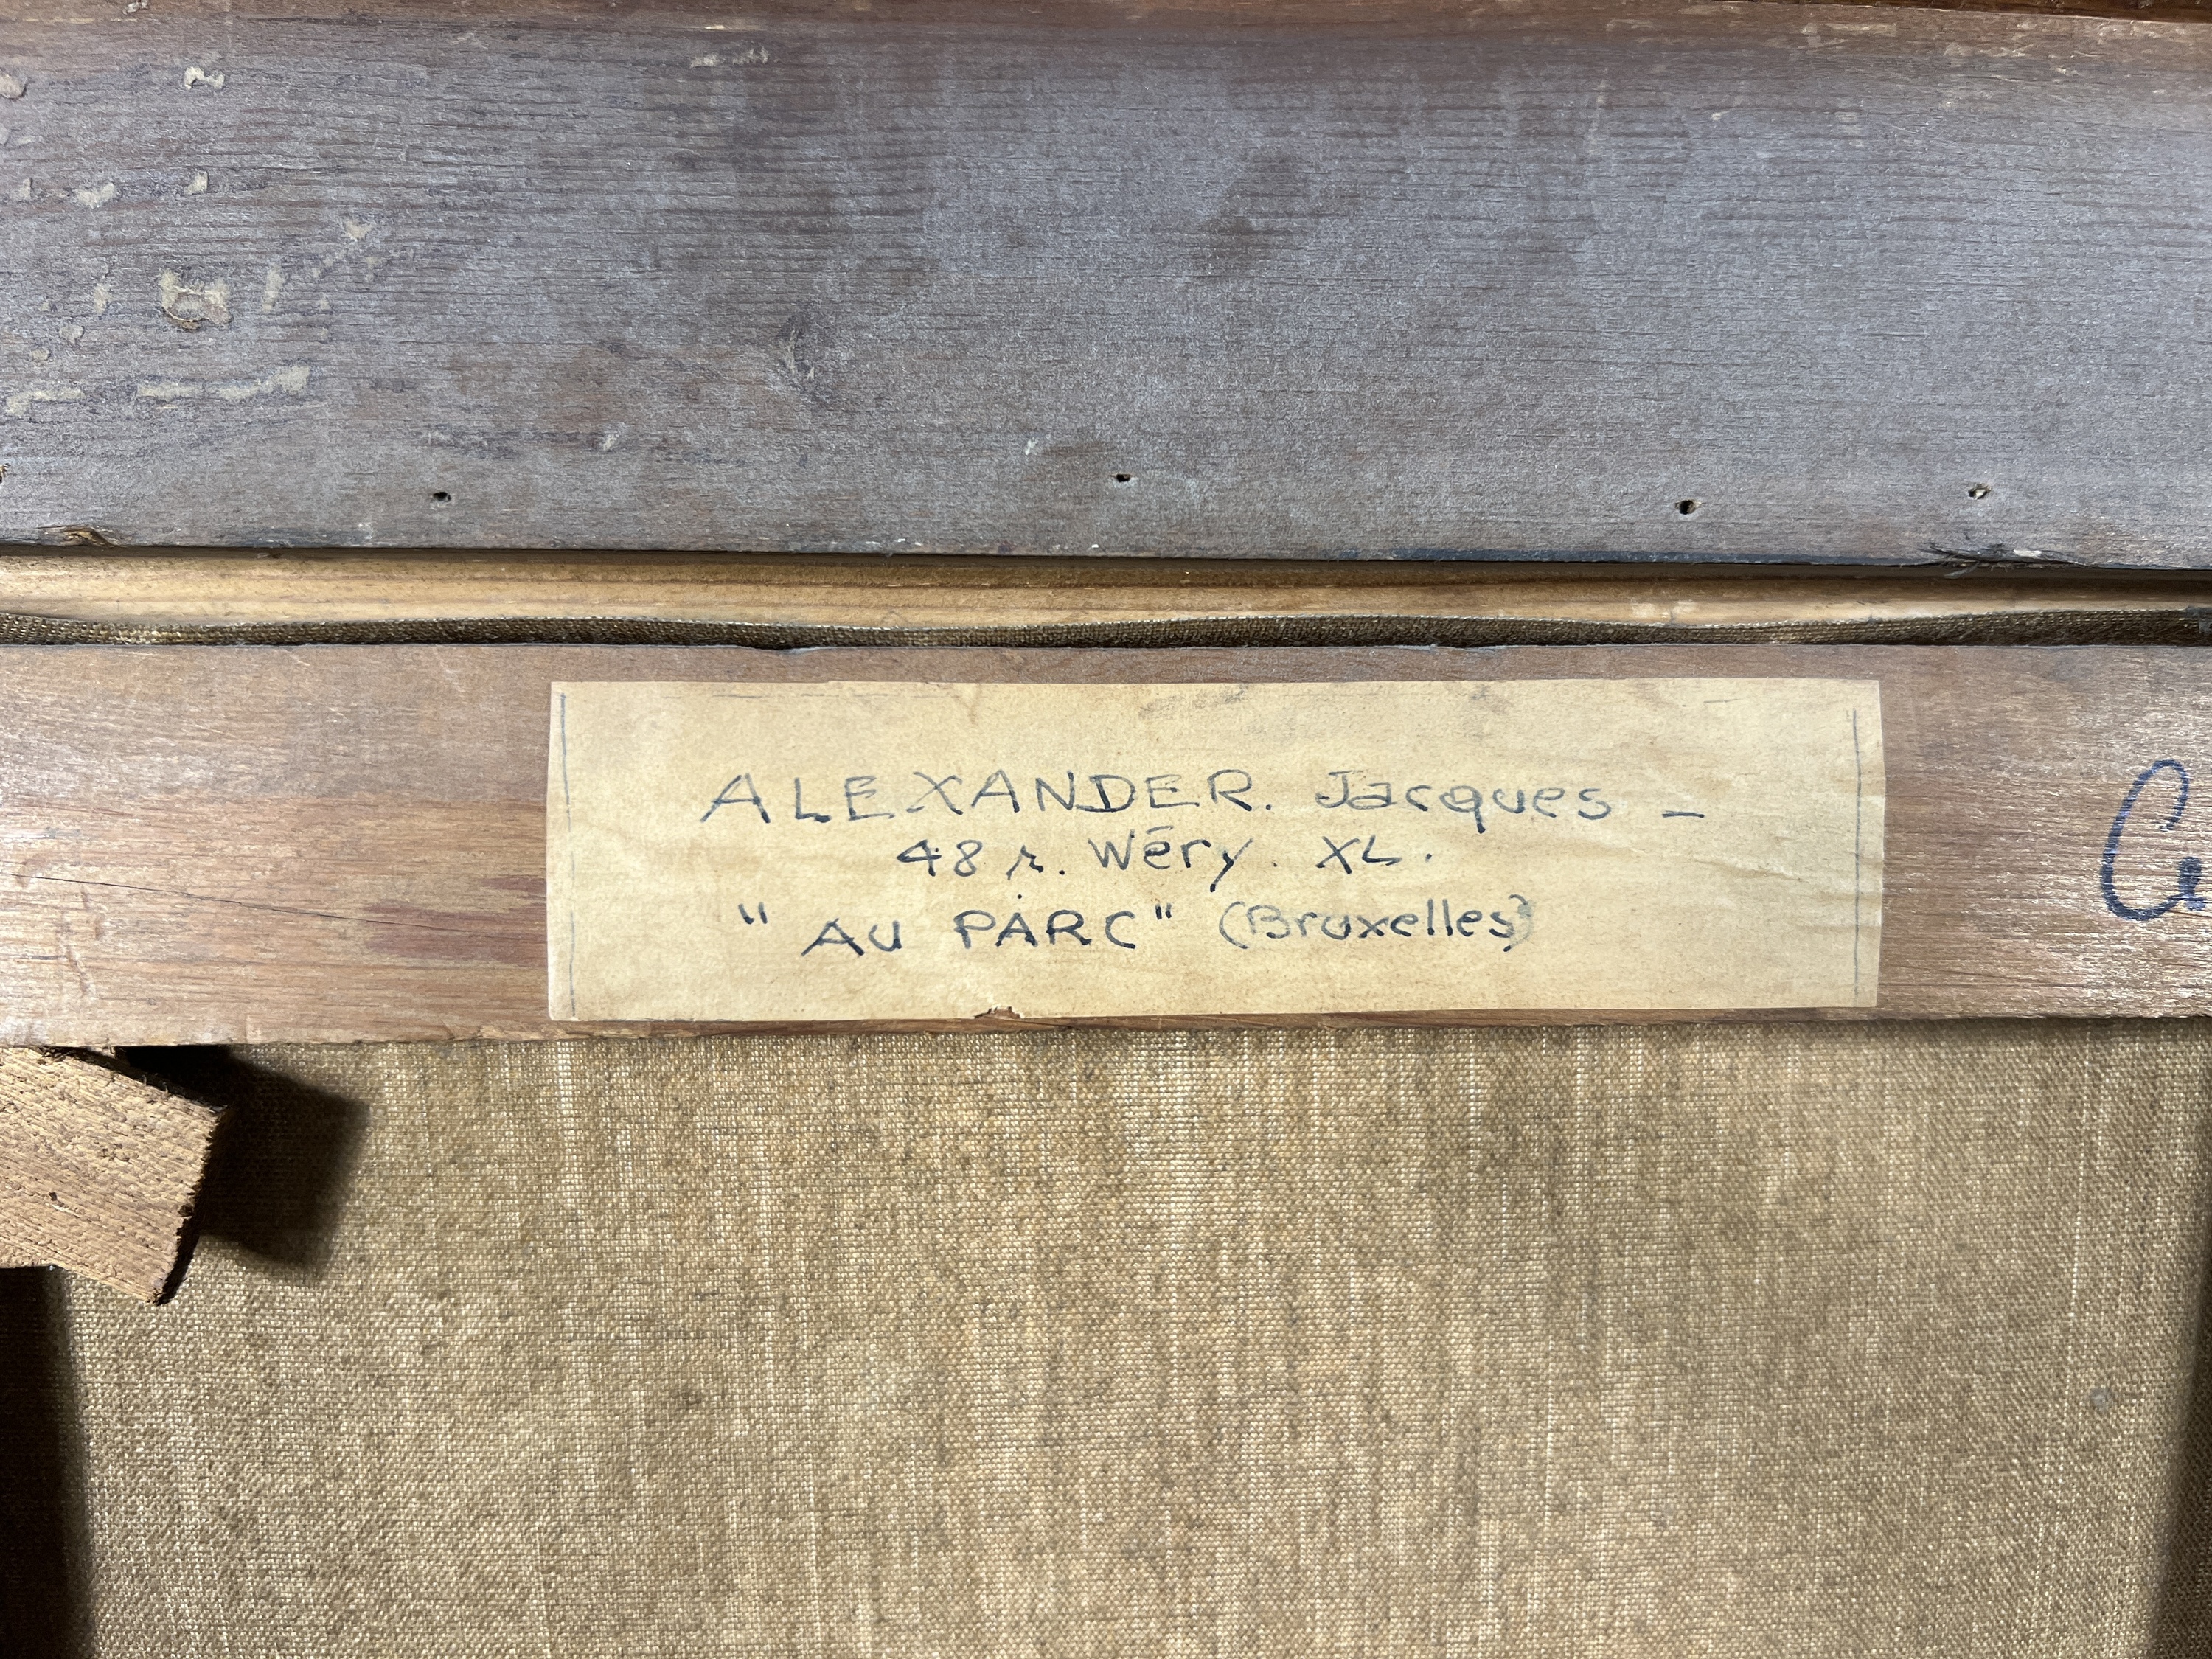 ALEXANDER. Jacques –
48 r. Wéry. XL.
" AU PARC" (Bruxelles)